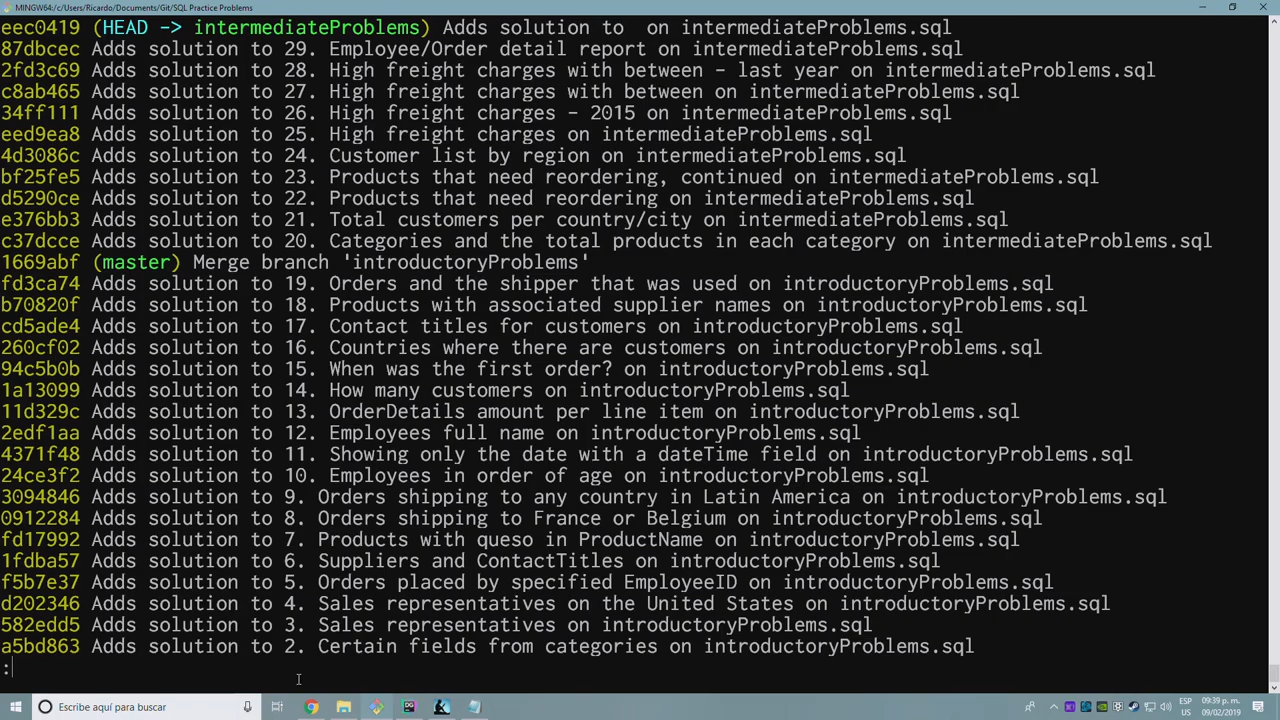 MINGW64:/c/Users/Ricardo/Documents/Git/SQL Practice Problems
eec0419 (HEAD -> intermediateProblems) Adds solution to  on intermediateProblems.sql
87dbcec Adds solution to 29. Employee/Order detail report on intermediateProblems.sql
2fd3c69 Adds solution to 28. High freight charges with between - last year on intermediateProblems.sql
c8ab465 Adds solution to 27. High freight charges with between on intermediateProblems.sql
34ff111 Adds solution to 26. High freight charges - 2015 on intermediateProblems.sql
eed9ea8 Adds solution to 25. High freight charges on intermediateProblems.sql
4d3086c Adds solution to 24. Customer list by region on intermediateProblems.sql
bf25fe5 Adds solution to 23. Products that need reordering, continued on intermediateProblems.sql
d5290ce Adds solution to 22. Products that need reordering on intermediateProblems.sql
e376bb3 Adds solution to 21. Total customers per country/city on intermediateProblems.sql
c37dcce Adds solution to 20. Categories and the total products in each category on intermediateProblems.sql
1669abf (master) Merge branch 'introductoryProblems'
fd3ca74 Adds solution to 19. Orders and the shipper that was used on introductoryProblems.sql
b70820f Adds solution to 18. Products with associated supplier names on introductoryProblems.sql
cd5ade4 Adds solution to 17. Contact titles for customers on introductoryProblems.sql
260cf02 Adds solution to 16. Countries where there are customers on introductoryProblems.sql
94c5b0b Adds solution to 15. When was the first order? on introductoryProblems.sql
1a13099 Adds solution to 14. How many customers on introductoryProblems.sql
11d329c Adds solution to 13. OrderDetails amount per line item on introductoryProblems.sql
2edf1aa Adds solution to 12. Employees full name on introductoryProblems.sql
4371f48 Adds solution to 11. Showing only the date with a dateTime field on introductoryProblems.sql
24ce3f2 Adds solution to 10. Employees in order of age on introductoryProblems.sql
3094846 Adds solution to 9. Orders shipping to any country in Latin America on introductoryProblems.sql
0912284 Adds solution to 8. Orders shipping to France or Belgium on introductoryProblems.sql
fd17992 Adds solution to 7. Products with queso in ProductName on introductoryProblems.sql
1fdba57 Adds solution to 6. Suppliers and ContactTitles on introductoryProblems.sql
f5b7e37 Adds solution to 5. Orders placed by specified EmployeeID on introductoryProblems.sql
d202346 Adds solution to 4. Sales representatives on the United States on introductoryProblems.sql
582edd5 Adds solution to 3. Sales representatives on introductoryProblems.sql
a5bd863 Adds solution to 2. Certain fields from categories on introductoryProblems.sql
:
Escribe aquí para buscar
ESP
US
09:39 p. m.
09/02/2019